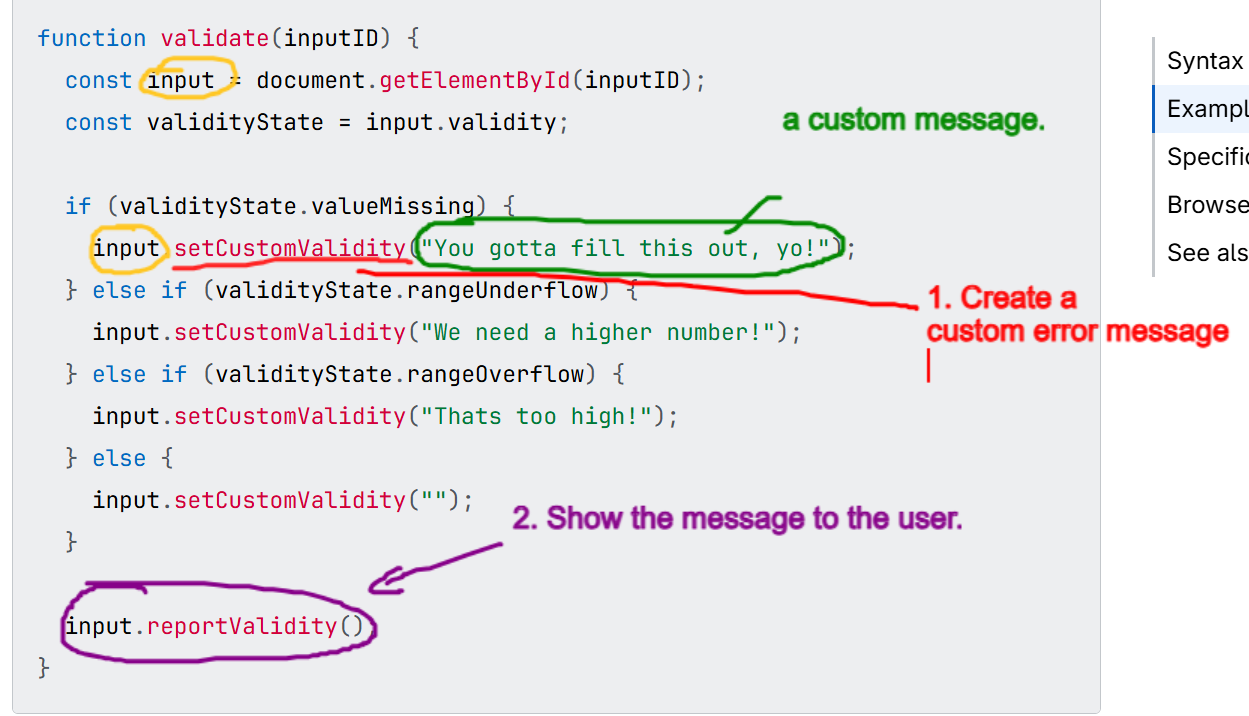 function validate(inputID) {
const input = document.getElementById(inputID);
const validityState = input.validity;
a custom message.
if (validityState.valueMissing) {
input.setCustomValidity("You gotta fill this out, yo!");
} else if (validityState.rangeUnderflow) {
1. Create a
custom error message
input.setCustomValidity("We need a higher number!");
} else if (validityState.rangeOverflow) {
input.setCustomValidity("Thats too high!");
} else {
input.setCustomValidity("");
}
2. Show the message to the user.
input.reportValidity()
}
Syntax
Exampl
Specific
Browse
See als